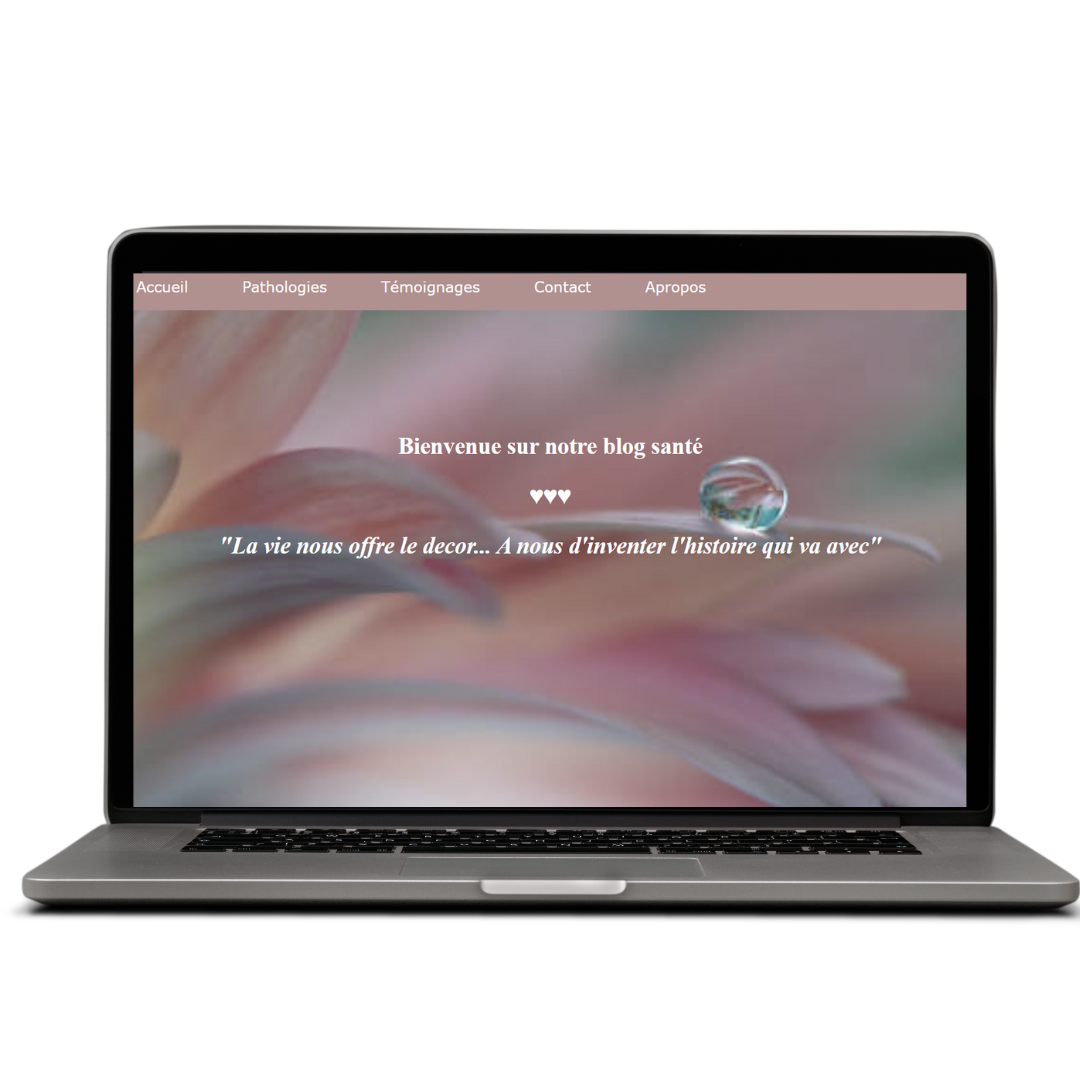 Accueil Pathologies Témoignages Contact Apropos
Bienvenue sur notre blog santé
♥♥♥
"La vie nous offre le decor... A nous d'inventer l'histoire qui va avec"